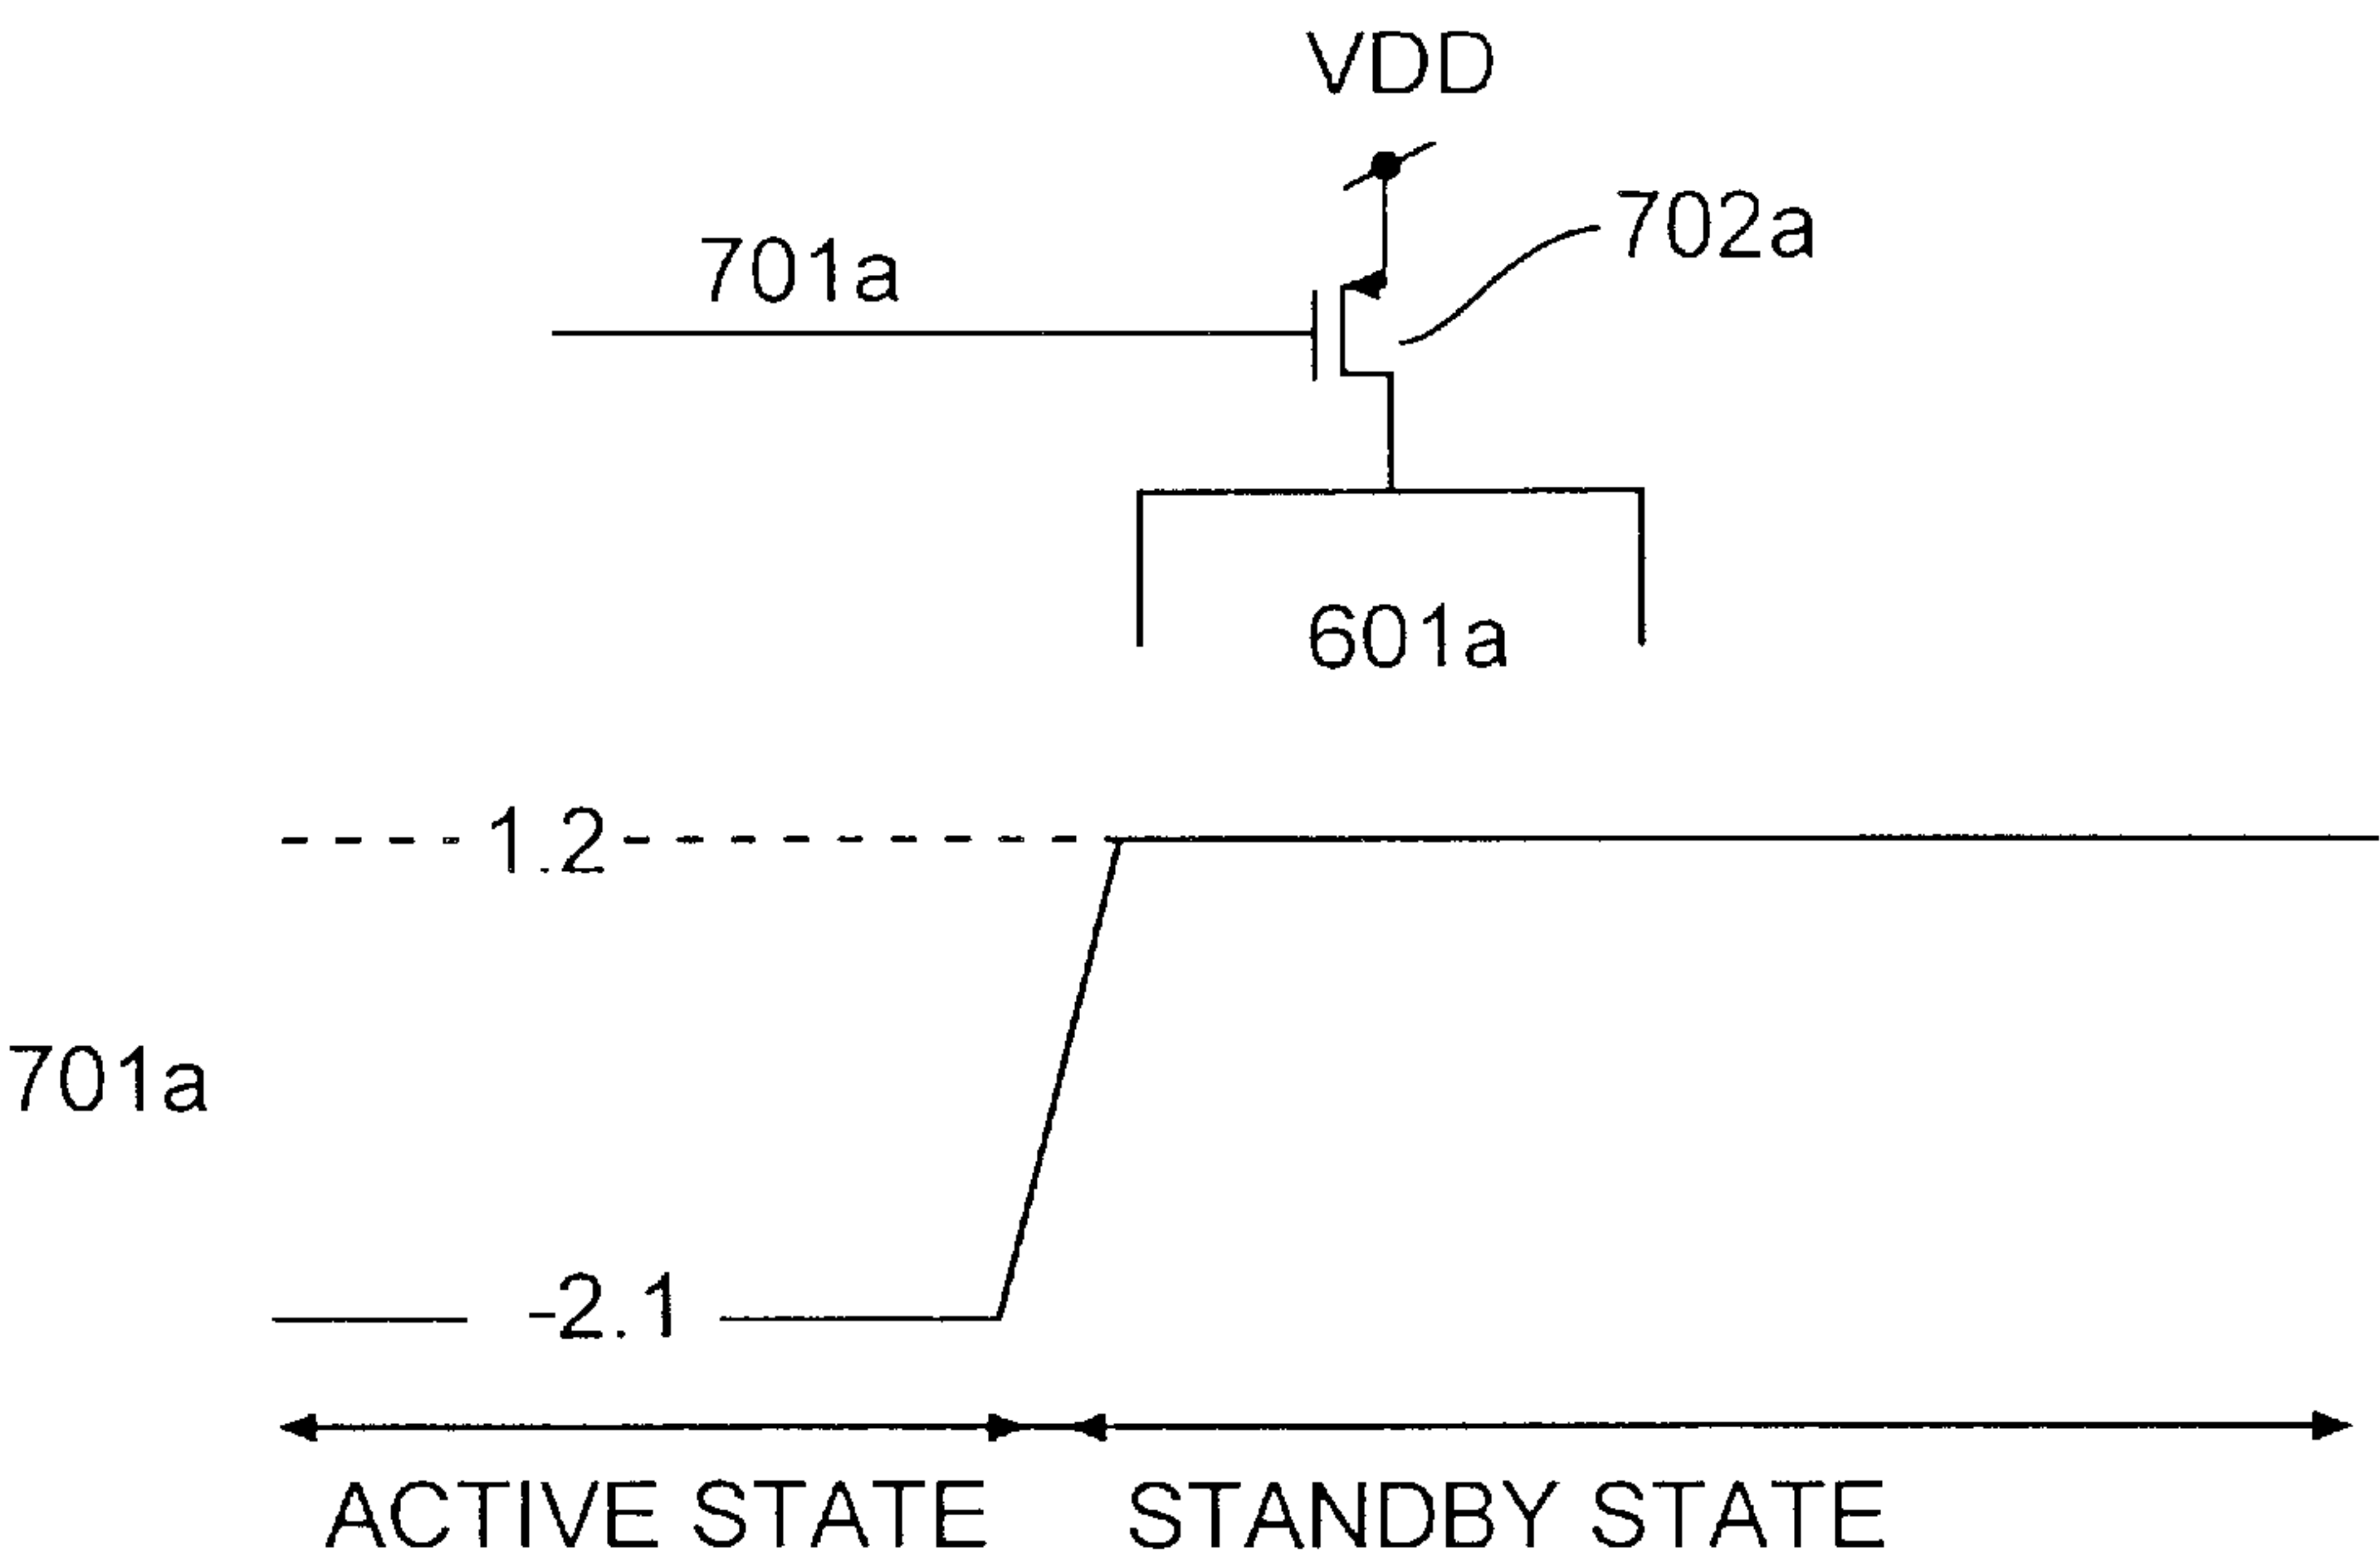 VDD
702a
701a
601a
1.2
701a
-2.1
ACTIVE STATE
STANDBY STATE